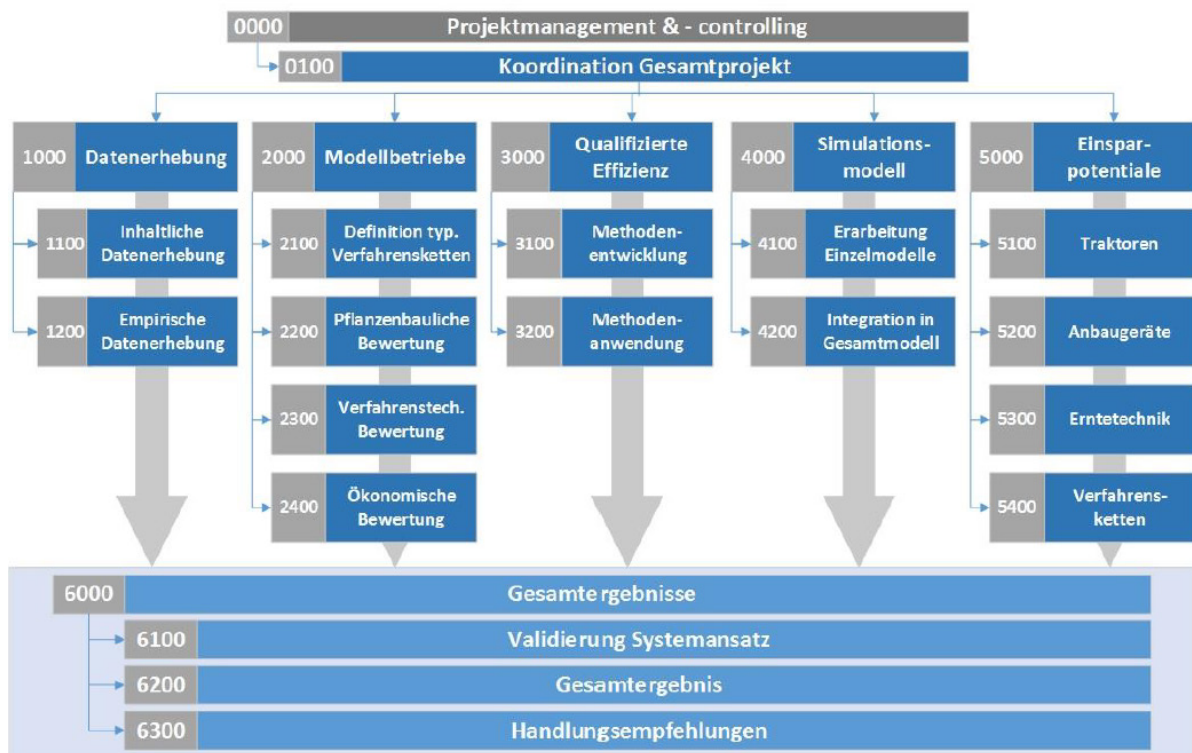 0000 Projektmanagement & - controlling
0100 Koordination Gesamtprojekt
1000 Datenerhebung
1100 Inhaltliche
Datenerhebung
1200 Empirische
Datenerhebung
2000 Modellbetriebe
2100 Definition typ.
Verfahrensketten
2200 Pflanzenbauliche
Bewertung
2300 Verfahrenstech.
Bewertung
2400 Ökonomische
Bewertung
3000 Qualifizierte
Effizienz
3100 Methoden-
entwicklung
3200 Methoden-
anwendung
4000 Simulations-
modell
4100 Erarbeitung
Einzelmodelle
4200 Integration in
Gesamtmodell
5000 Einspar-
potentiale
5100 Traktoren
5200 Anbaugeräte
5300 Erntetechnik
5400 Verfahrens-
ketten
6000 Gesamtergebnisse
6100 Validierung Systemansatz
6200 Gesamtergebnis
6300 Handlungsempfehlungen